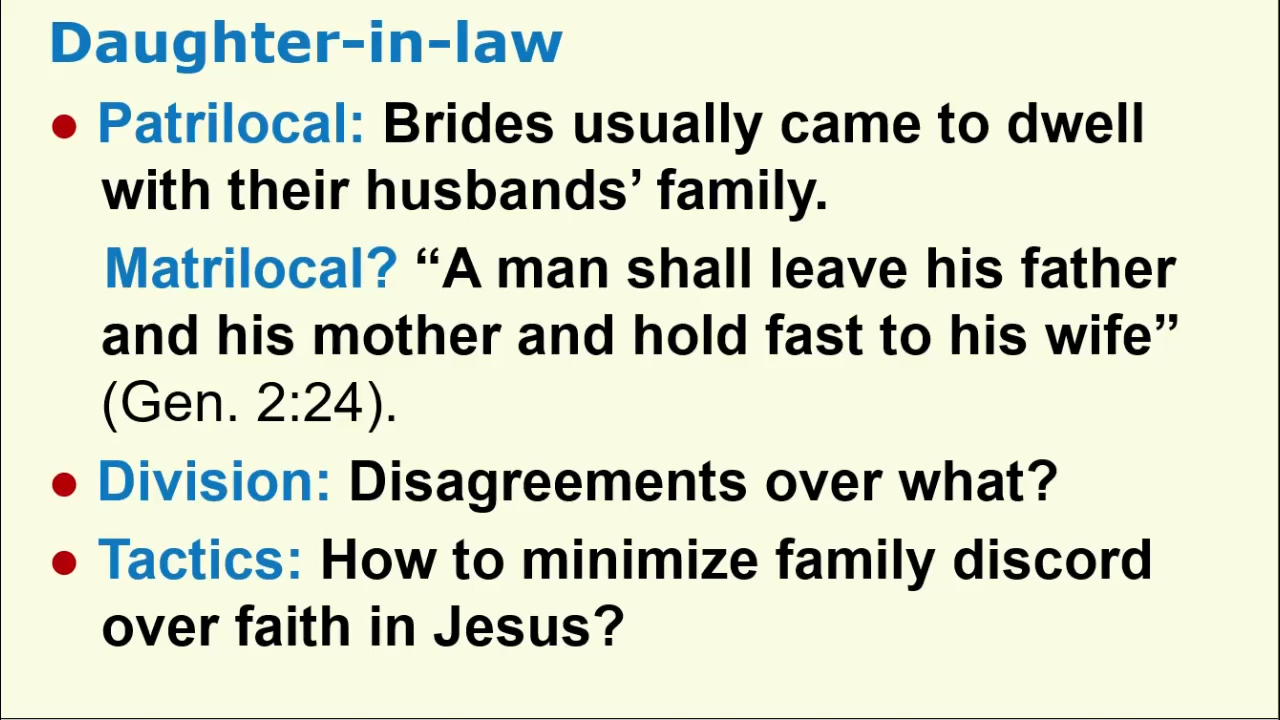 Daughter-in-law
● Patrilocal: Brides usually came to dwell
with their husbands’ family.
Matrilocal? “A man shall leave his father
and his mother and hold fast to his wife”
(Gen. 2:24).
● Division: Disagreements over what?
● Tactics: How to minimize family discord
over faith in Jesus?